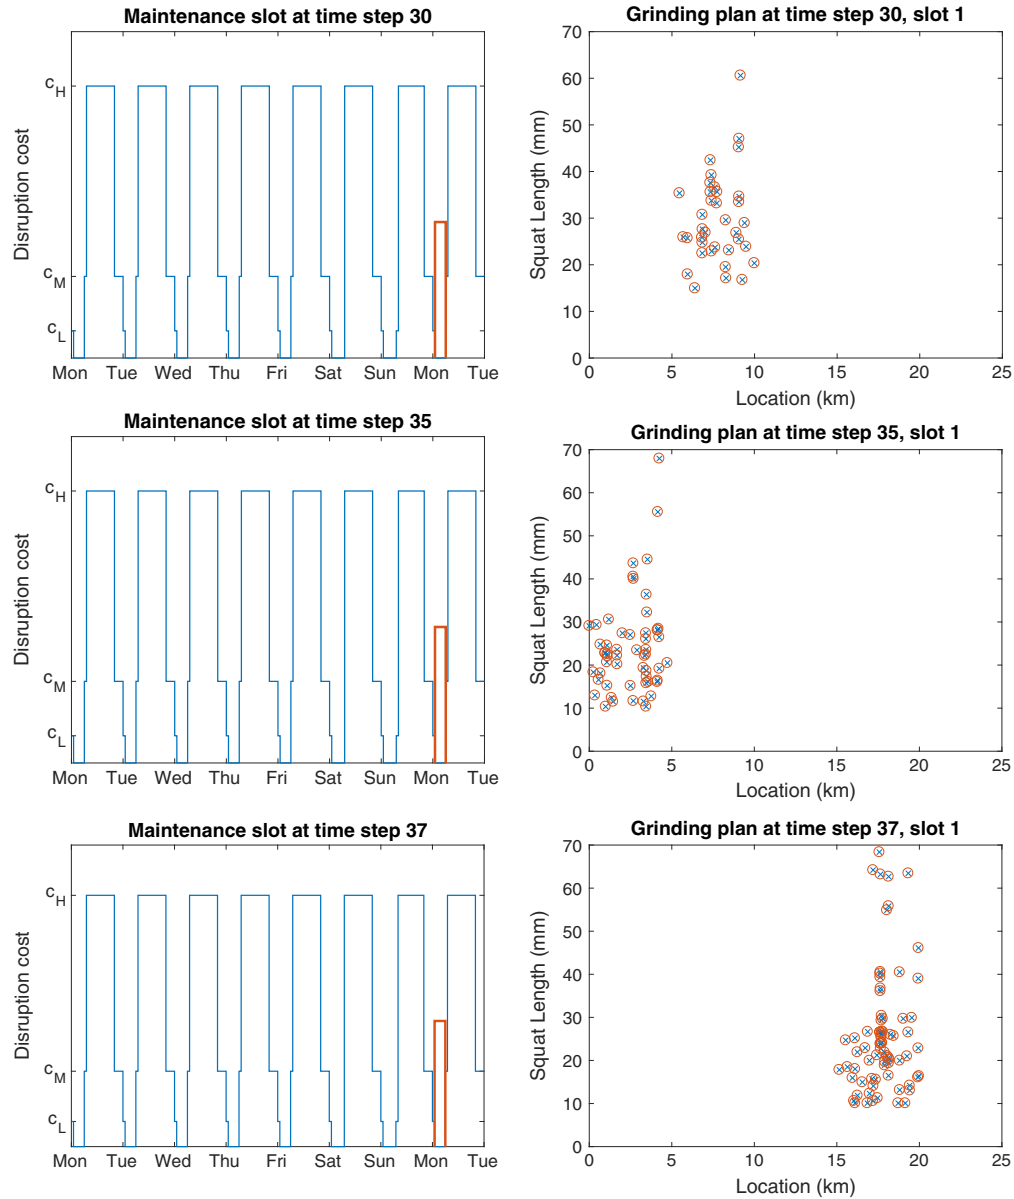 Maintenance slot at time step 30
Disruption cost
c_H
c_M
c_L
Mon Tue Wed Thu Fri Sat Sun Mon Tue
Grinding plan at time step 30, slot 1
Squat Length (mm)
70
60
50
40
30
20
10
0
0 5 10 15 20 25
Location (km)
Maintenance slot at time step 35
Disruption cost
c_H
c_M
c_L
Mon Tue Wed Thu Fri Sat Sun Mon Tue
Grinding plan at time step 35, slot 1
Squat Length (mm)
70
60
50
40
30
20
10
0
0 5 10 15 20 25
Location (km)
Maintenance slot at time step 37
Disruption cost
c_H
c_M
c_L
Mon Tue Wed Thu Fri Sat Sun Mon Tue
Grinding plan at time step 37, slot 1
Squat Length (mm)
70
60
50
40
30
20
10
0
0 5 10 15 20 25
Location (km)